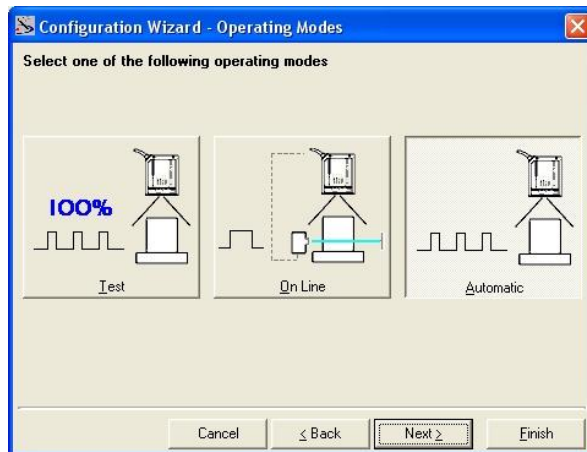 Configuration Wizard - Operating Modes
Select one of the following operating modes
100%
Test
On Line
Automatic
Cancel
< Back
Next >
Finish